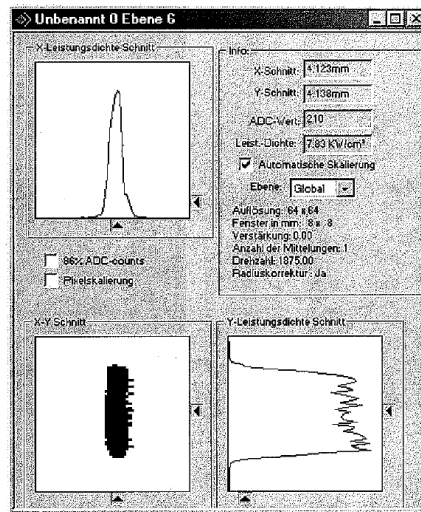 Unbenannt 0 Ebene 6
X-Leistungsdichte Schnitt
Info:
X-Schnitt: 4.123mm
Y-Schnitt: 4.138mm
ADC-Wert: 210
Leist.-Dichte: 7.83 KW/cm²
Automatische Skalierung
Ebene: Global
Auflösung: 64 x 64
Fenster in mm: 8 x 8
Verstärkung: 0.00
Anzahl der Mittelungen: 1
Drehzahl: 1875.00
Radiuskorrektur: Ja
86% ADC-counts
Pixelskalierung
X-Y Schnitt
Y-Leistungsdichte Schnitt